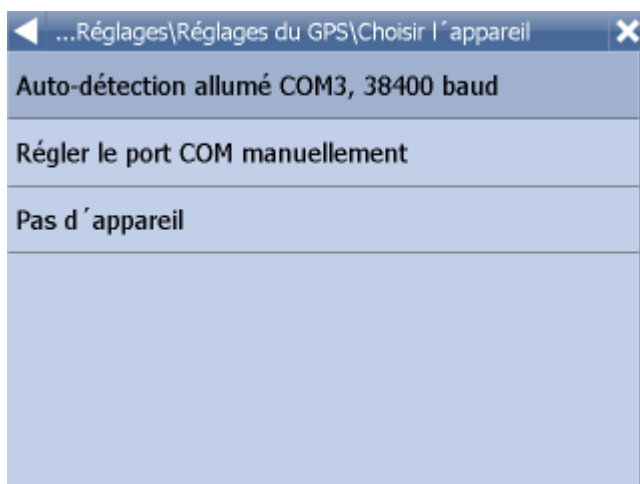 ...Réglages\Réglages du GPS\Choisir l´appareil
Auto-détection allumé COM3, 38400 baud
Régler le port COM manuellement
Pas d´appareil